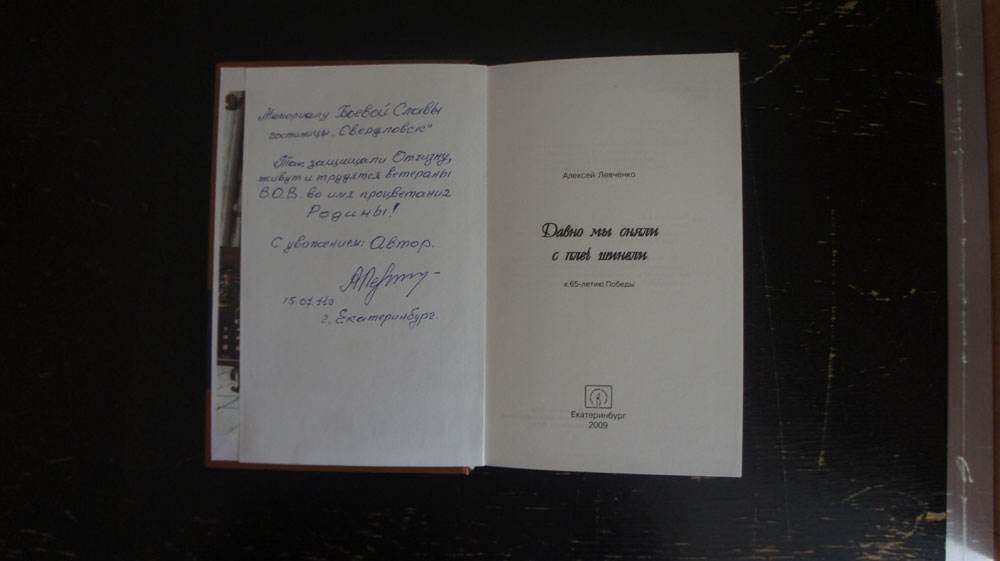 Мемориалу Боевой Славы
гостиницы „Свердловск"
Так защищали Отчизну,
живут и трудятся ветераны
В.О.В. во имя процветания
Родины!
С уважением: Автор.
15.07.11г.
г. Екатеринбург.
Алексей Левченко
Давно мы сняли
с плеч шинели
к 65-летию Победы
Екатеринбург
2009